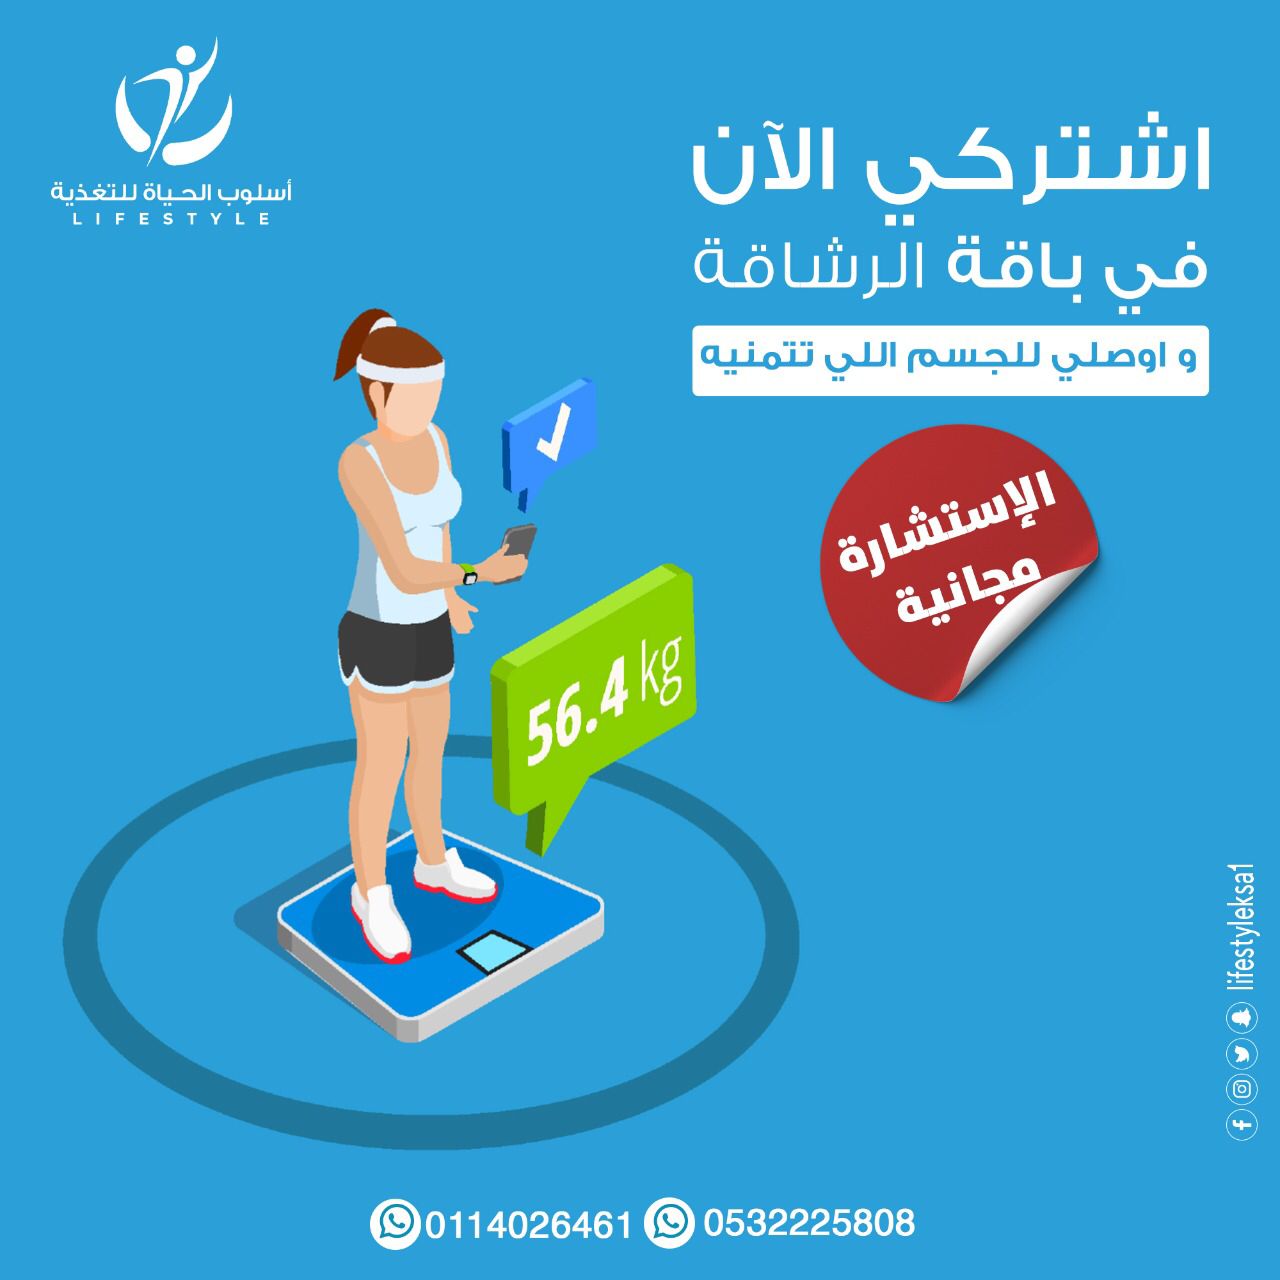 أسلوب الحياة للتغذية
LIFESTYLE
اشتركي الآن
في باقة الرشاقة
و اوصلي للجسم اللي تتمنيه
الإستشارة
مجانية
56.4 kg
lifestyleksa1
0114026461 0532225808